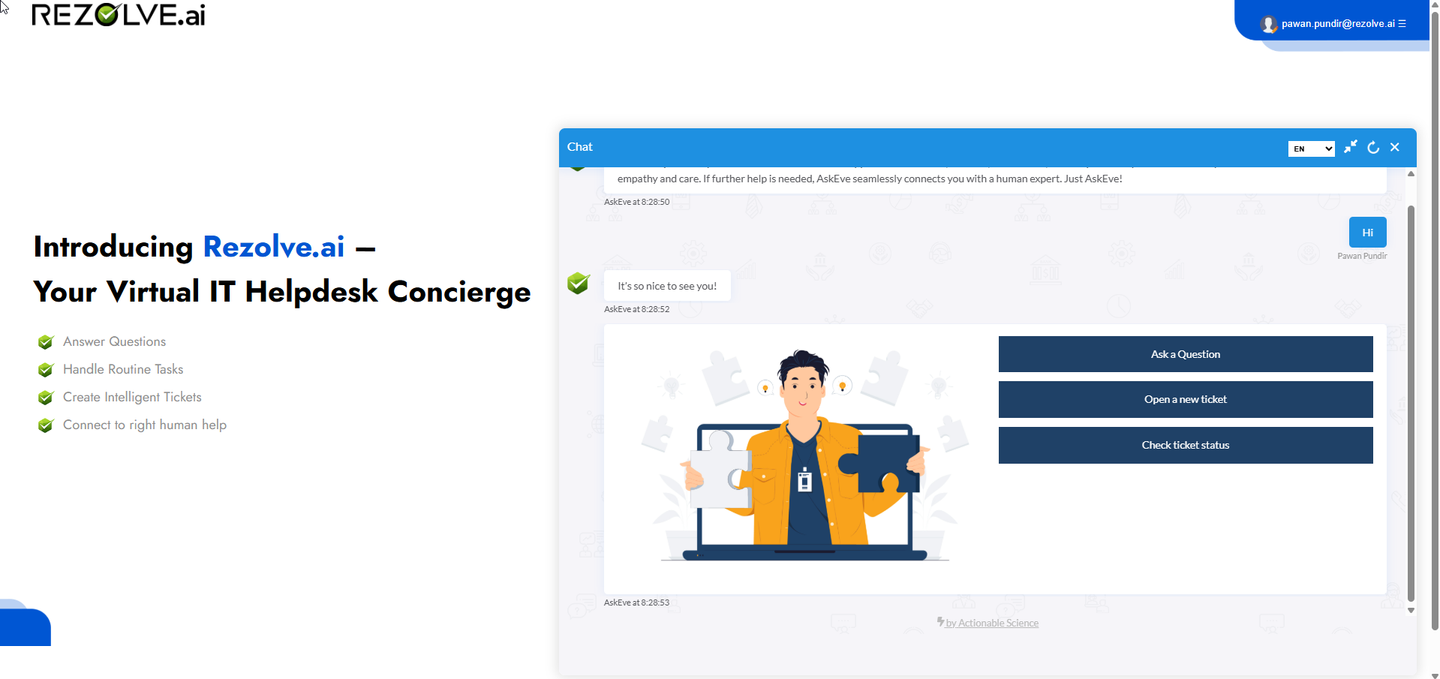 REZOLVE.ai
pawan.pundir@rezolve.ai
Introducing Rezolve.ai –
Your Virtual IT Helpdesk Concierge
Answer Questions
Handle Routine Tasks
Create Intelligent Tickets
Connect to right human help
Chat
EN
empathy and care. If further help is needed, AskEve seamlessly connects you with a human expert. Just AskEve!
AskEve at 8:28:50
Hi
Pawan Pundir
It's so nice to see you!
AskEve at 8:28:52
Ask a Question
Open a new ticket
Check ticket status
AskEve at 8:28:53
by Actionable Science